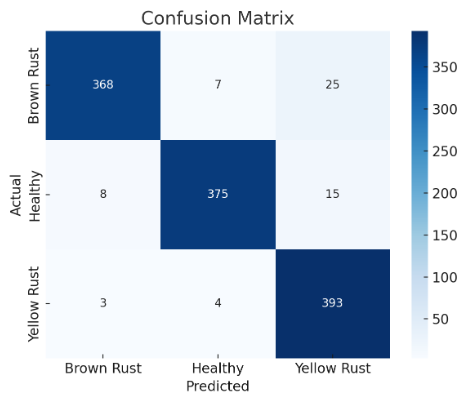 Confusion Matrix
Brown Rust
368 7 25
Actual
Healthy
8 375 15
Yellow Rust
3 4 393
Brown Rust Healthy Yellow Rust
Predicted
350
300
250
200
150
100
50